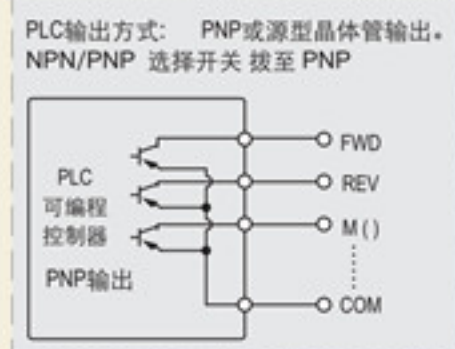 PLC输出方式: PNP或源型晶体管输出。
NPN/PNP 选择开关 拨至 PNP
FWD
PLC
可编程
控制器
PNP输出
REV
M ( )
COM